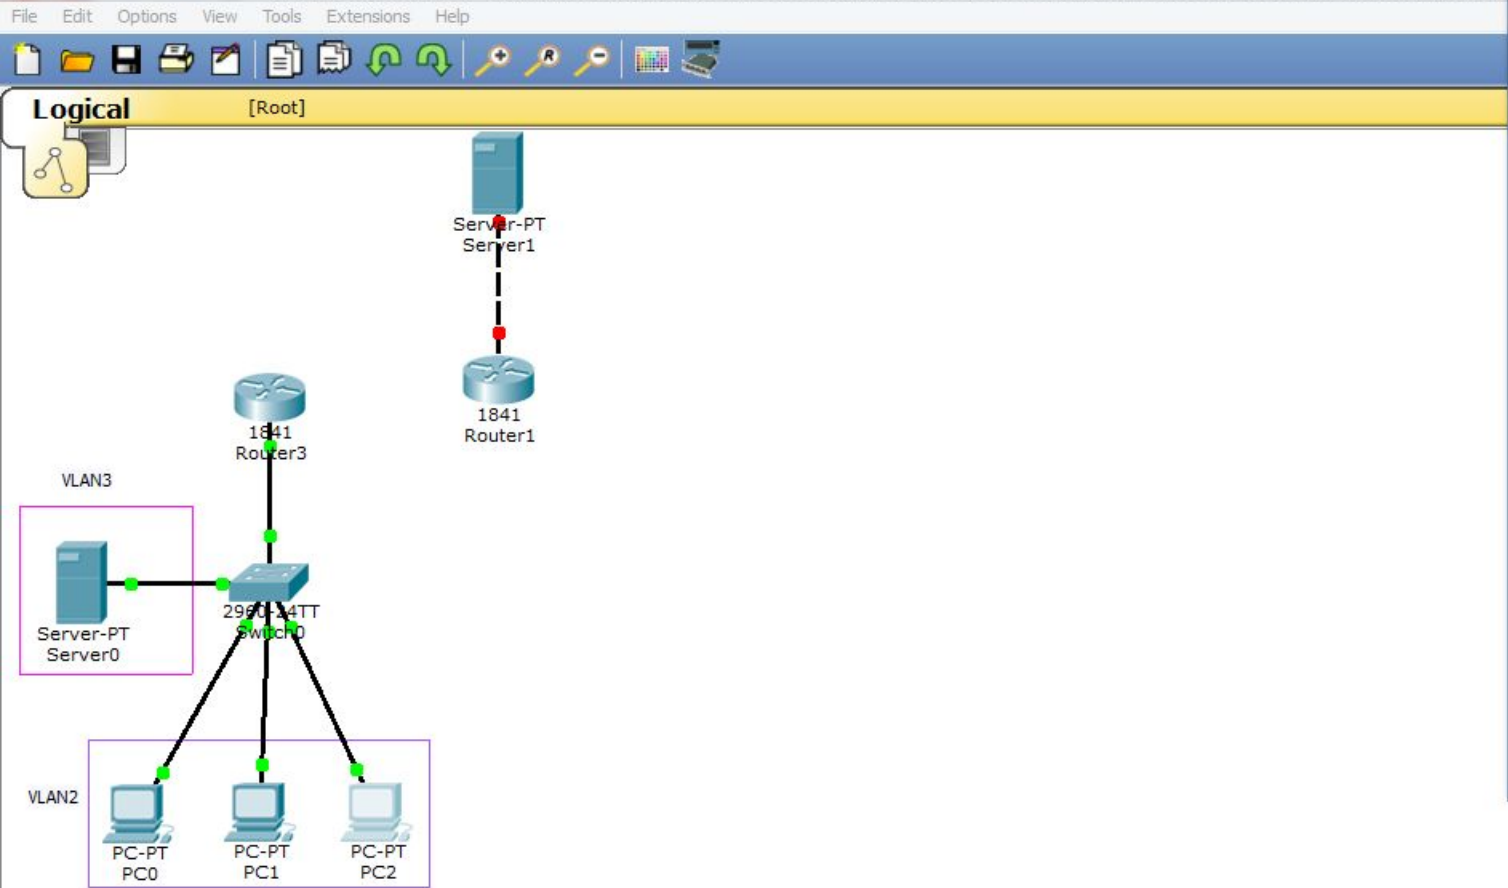 File Edit Options View Tools Extensions Help
R
Logical [Root]
Server-PT
Server1
1841
Router1
1841
Router3
VLAN3
Server-PT
Server0
2960-24TT
Switch0
VLAN2
PC-PT
PC0
PC-PT
PC1
PC-PT
PC2